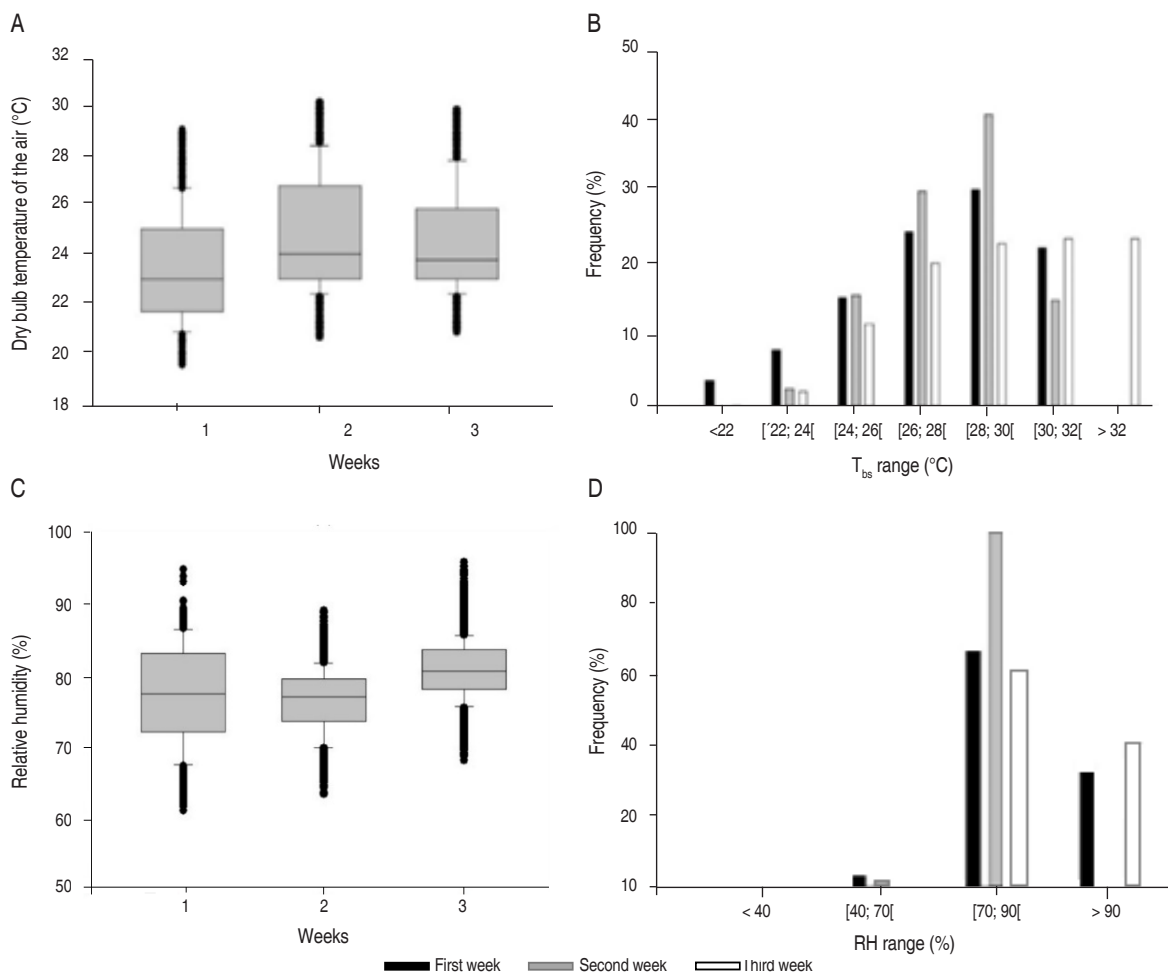 A
Dry bulb temperature of the air (°C)
32
30
28
26
24
22
20
18
1 2 3
Weeks
B
Frequency (%)
50
40
30
20
10
0
<22 [´22; 24[ [24; 26[ [26; 28[ [28; 30[ [30; 32[ > 32
Tbs range (°C)
C
Relative humidity (%)
100
90
80
70
60
50
1 2 3
Weeks
D
Frequency (%)
100
80
60
40
20
10
< 40 [40; 70[ [70; 90[ > 90
RH range (%)
First week Second week Third week